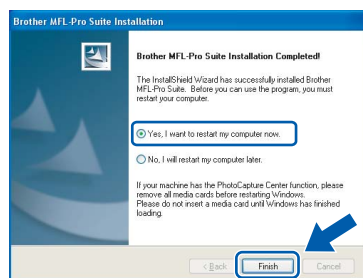 Brother MFL-Pro Suite Installation
Brother MFL-Pro Suite Installation Completed!
The InstallShield Wizard has successfully installed Brother
MFL-Pro Suite. Before you can use the program, you must
restart your computer.
Yes, I want to restart my computer now.
No, I will restart my computer later.
If your machine has the PhotoCapture Center function, please
remove all media cards before restarting Windows.
Please do not insert a media card until Windows has finished
loading.
< Back Finish Cancel